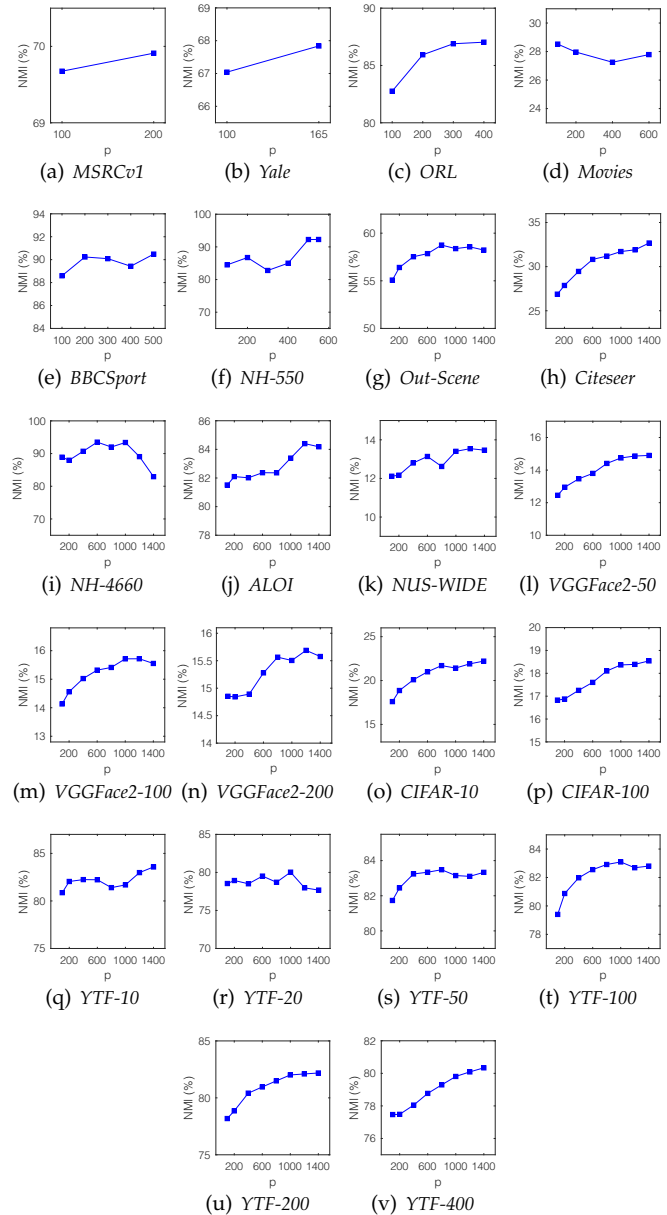 70
69
NMI (%)
100 200
p
(a) MSRCv1
69
68
67
66
NMI (%)
100 165
p
(b) Yale
90
85
80
NMI (%)
100 200 300 400
p
(c) ORL
30
28
26
24
NMI (%)
200 400 600
p
(d) Movies
94
92
90
88
86
84
NMI (%)
100 200 300 400 500
p
(e) BBCSport
100
90
80
70
NMI (%)
0 200 400 600
p
(f) NH-550
60
55
50
NMI (%)
200 600 1000 1400
p
(g) Out-Scene
35
30
25
NMI (%)
200 600 1000 1400
p
(h) Citeseer
100
90
80
70
NMI (%)
200 600 1000 1400
p
(i) NH-4660
86
84
82
80
78
NMI (%)
200 600 1000 1400
p
(j) ALOI
14
12
10
NMI (%)
200 600 1000 1400
p
(k) NUS-WIDE
16
14
12
10
NMI (%)
200 600 1000 1400
p
(l) VGGFace2-50
16
15
14
13
NMI (%)
200 600 1000 1400
p
(m) VGGFace2-100
16
15.5
15
14.5
14
NMI (%)
200 600 1000 1400
p
(n) VGGFace2-200
25
20
15
NMI (%)
200 600 1000 1400
p
(o) CIFAR-10
20
19
18
17
16
15
NMI (%)
200 600 1000 1400
p
(p) CIFAR-100
85
80
75
NMI (%)
200 600 1000 1400
p
(q) YTF-10
85
80
75
70
NMI (%)
200 600 1000 1400
p
(r) YTF-20
84
82
80
NMI (%)
200 600 1000 1400
p
(s) YTF-50
84
82
80
78
NMI (%)
200 600 1000 1400
p
(t) YTF-100
85
80
75
NMI (%)
200 600 1000 1400
p
(u) YTF-200
82
80
78
76
NMI (%)
200 600 1000 1400
p
(v) YTF-400